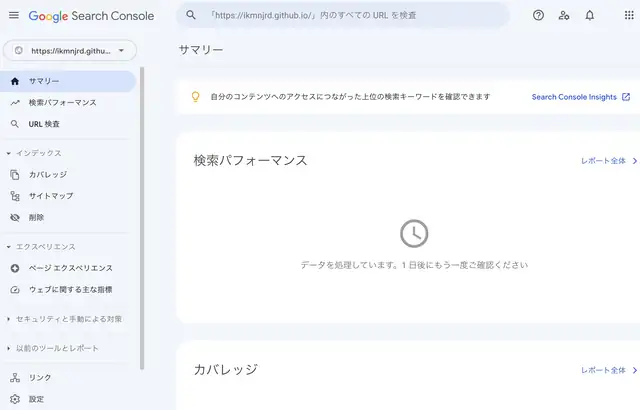 Google Search Console
「https://ikmnjrd.github.io/」内のすべての URL を検査
https://ikmnjrd.githu...
サマリー
検索パフォーマンス
URL 検査
インデックス
カバレッジ
サイトマップ
削除
エクスペリエンス
ページ エクスペリエンス
ウェブに関する主な指標
セキュリティと手動による対策
以前のツールとレポート
リンク
設定
サマリー
自分のコンテンツへのアクセスにつながった上位の検索キーワードを確認できます
Search Console Insights
検索パフォーマンス
レポート全体
データを処理しています。1 日後にもう一度ご確認ください
カバレッジ
レポート全体